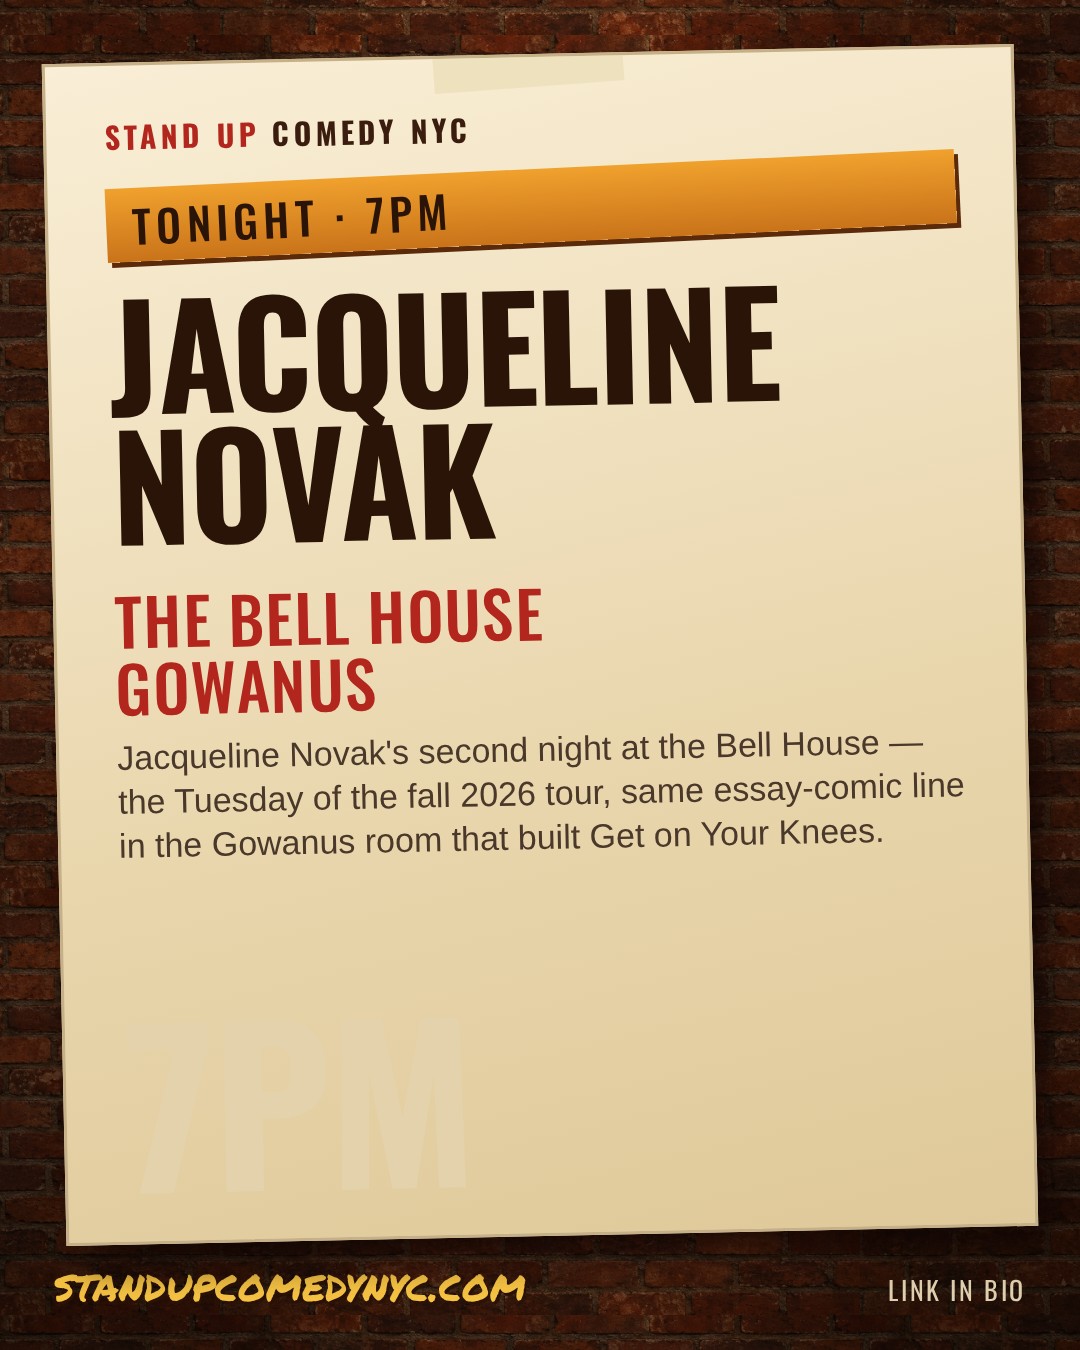 STAND UP COMEDY NYC
TONIGHT · 7PM
JACQUELINE
NOVAK
THE BELL HOUSE
GOWANUS
Jacqueline Novak's second night at the Bell House —
the Tuesday of the fall 2026 tour, same essay-comic line
in the Gowanus room that built Get on Your Knees.
7PM
STANDUPCOMEDYNYC.COM
LINK IN BIO